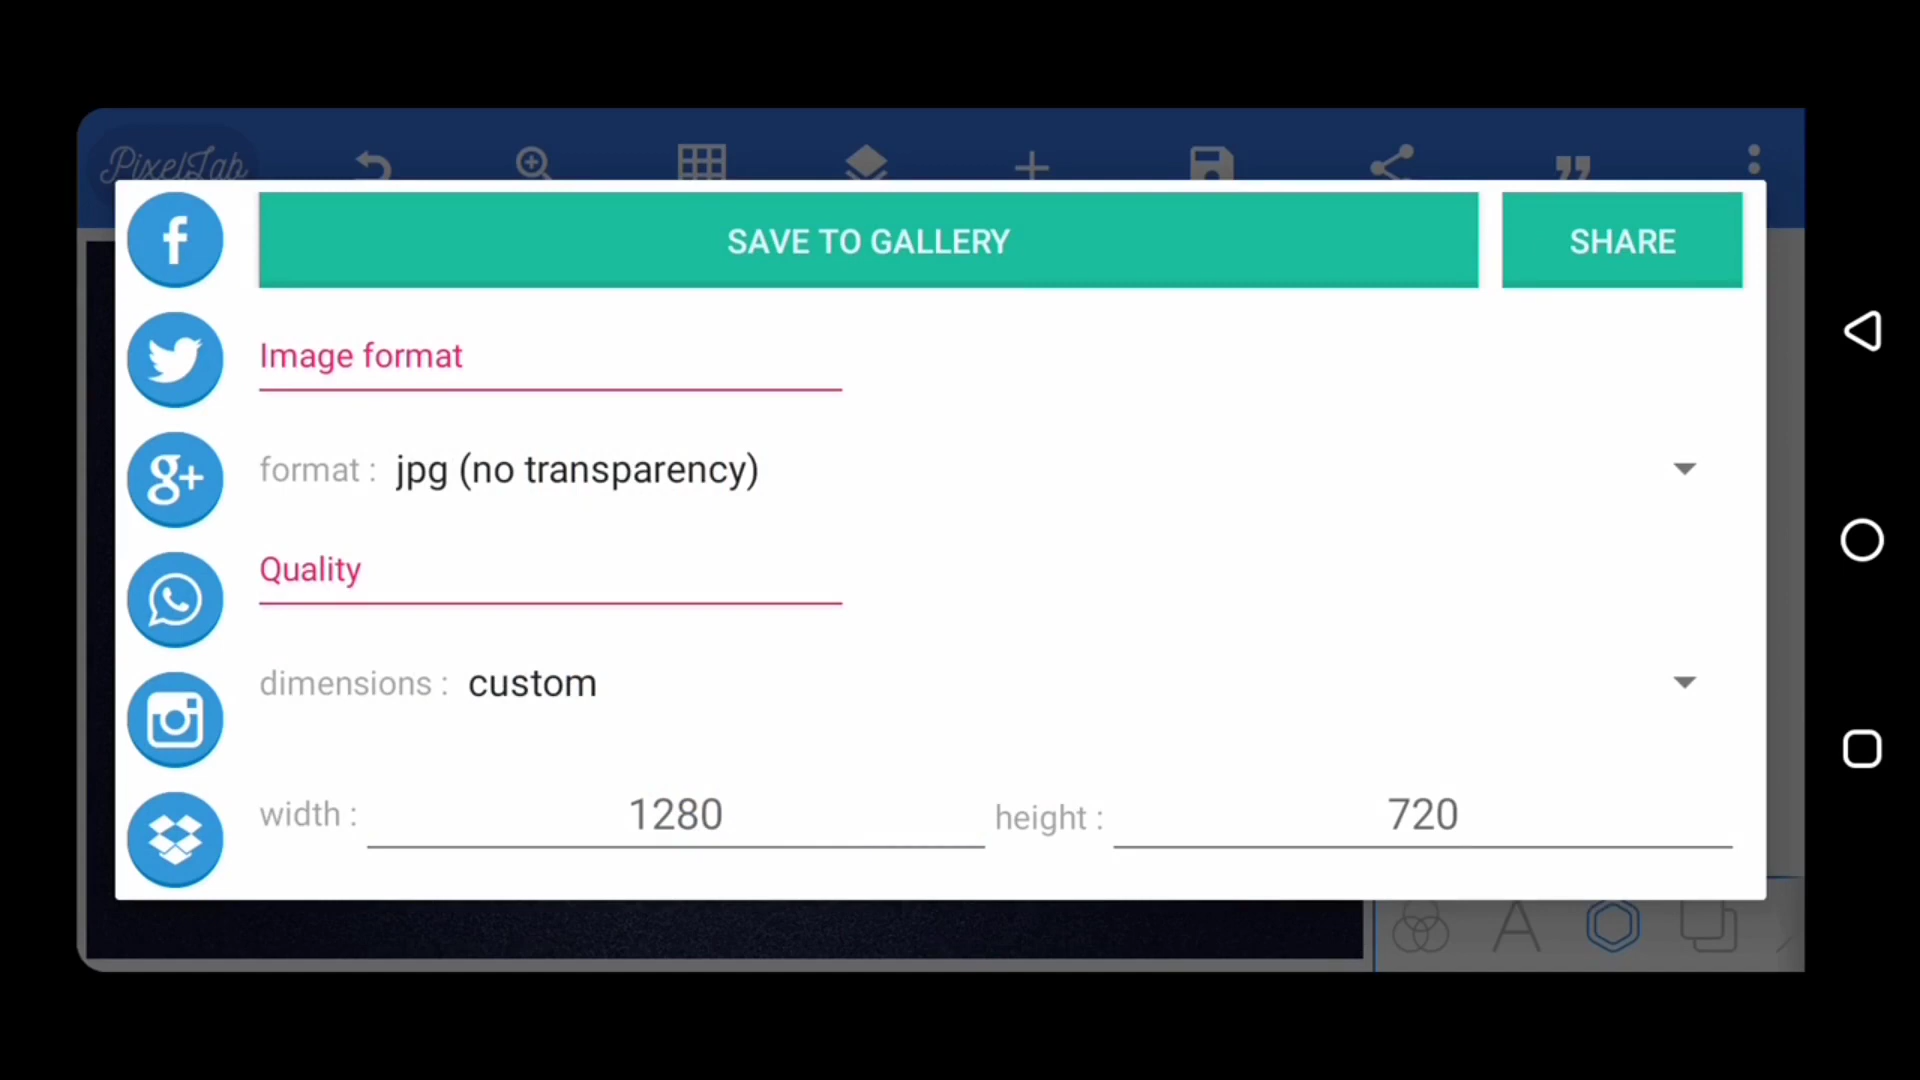 PixelLab
SAVE TO GALLERY
SHARE
Image format
format : jpg (no transparency)
Quality
dimensions : custom
width : 1280 height : 720